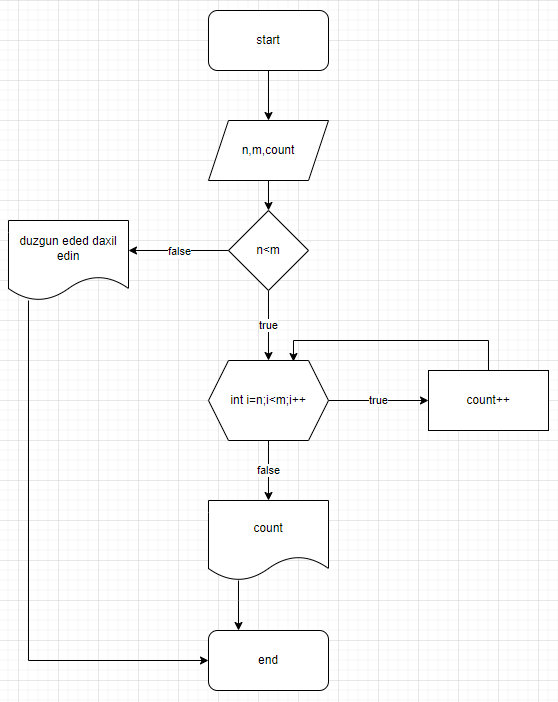 start
n,m,count
n<m
false
duzgun eded daxil
edin
true
int i=n;i<m;i++
true
count++
false
count
end